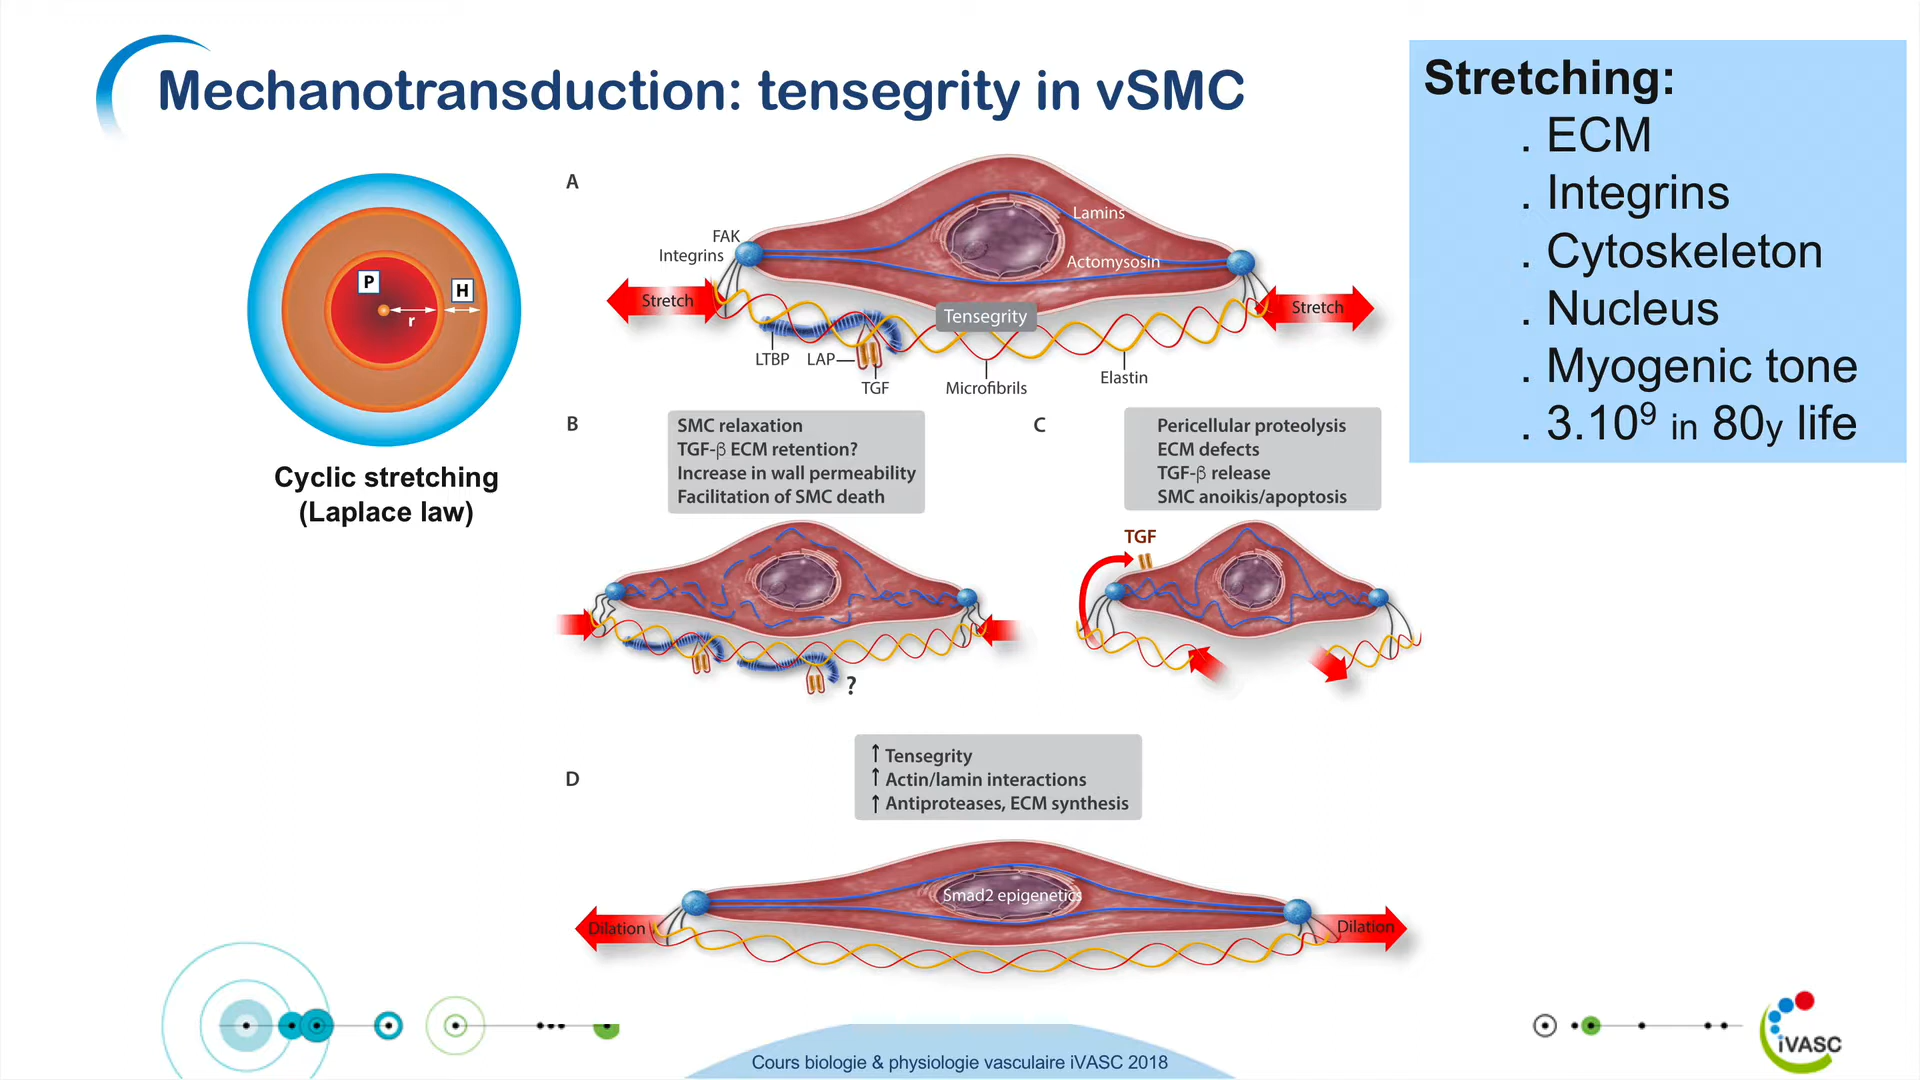 Mechanotransduction: tensegrity in vSMC
Stretching:
. ECM
. Integrins
. Cytoskeleton
. Nucleus
. Myogenic tone
. 3.10⁹ in 80y life
P
H
r
Cyclic stretching
(Laplace law)
A
FAK
Integrins
Lamins
Actomyosin
Stretch
Stretch
Tensegrity
LTBP
LAP
TGF
Microfibrils
Elastin
B
SMC relaxation
TGF-β ECM retention?
Increase in wall permeability
Facilitation of SMC death
?
C
Pericellular proteolysis
ECM defects
TGF-β release
SMC anoikis/apoptosis
TGF
D
↑ Tensegrity
↑ Actin/lamin interactions
↑ Antiproteases, ECM synthesis
Smad2 epigenetics
Dilation
Dilation
Cours biologie & physiologie vasculaire iVASC 2018
iVASC